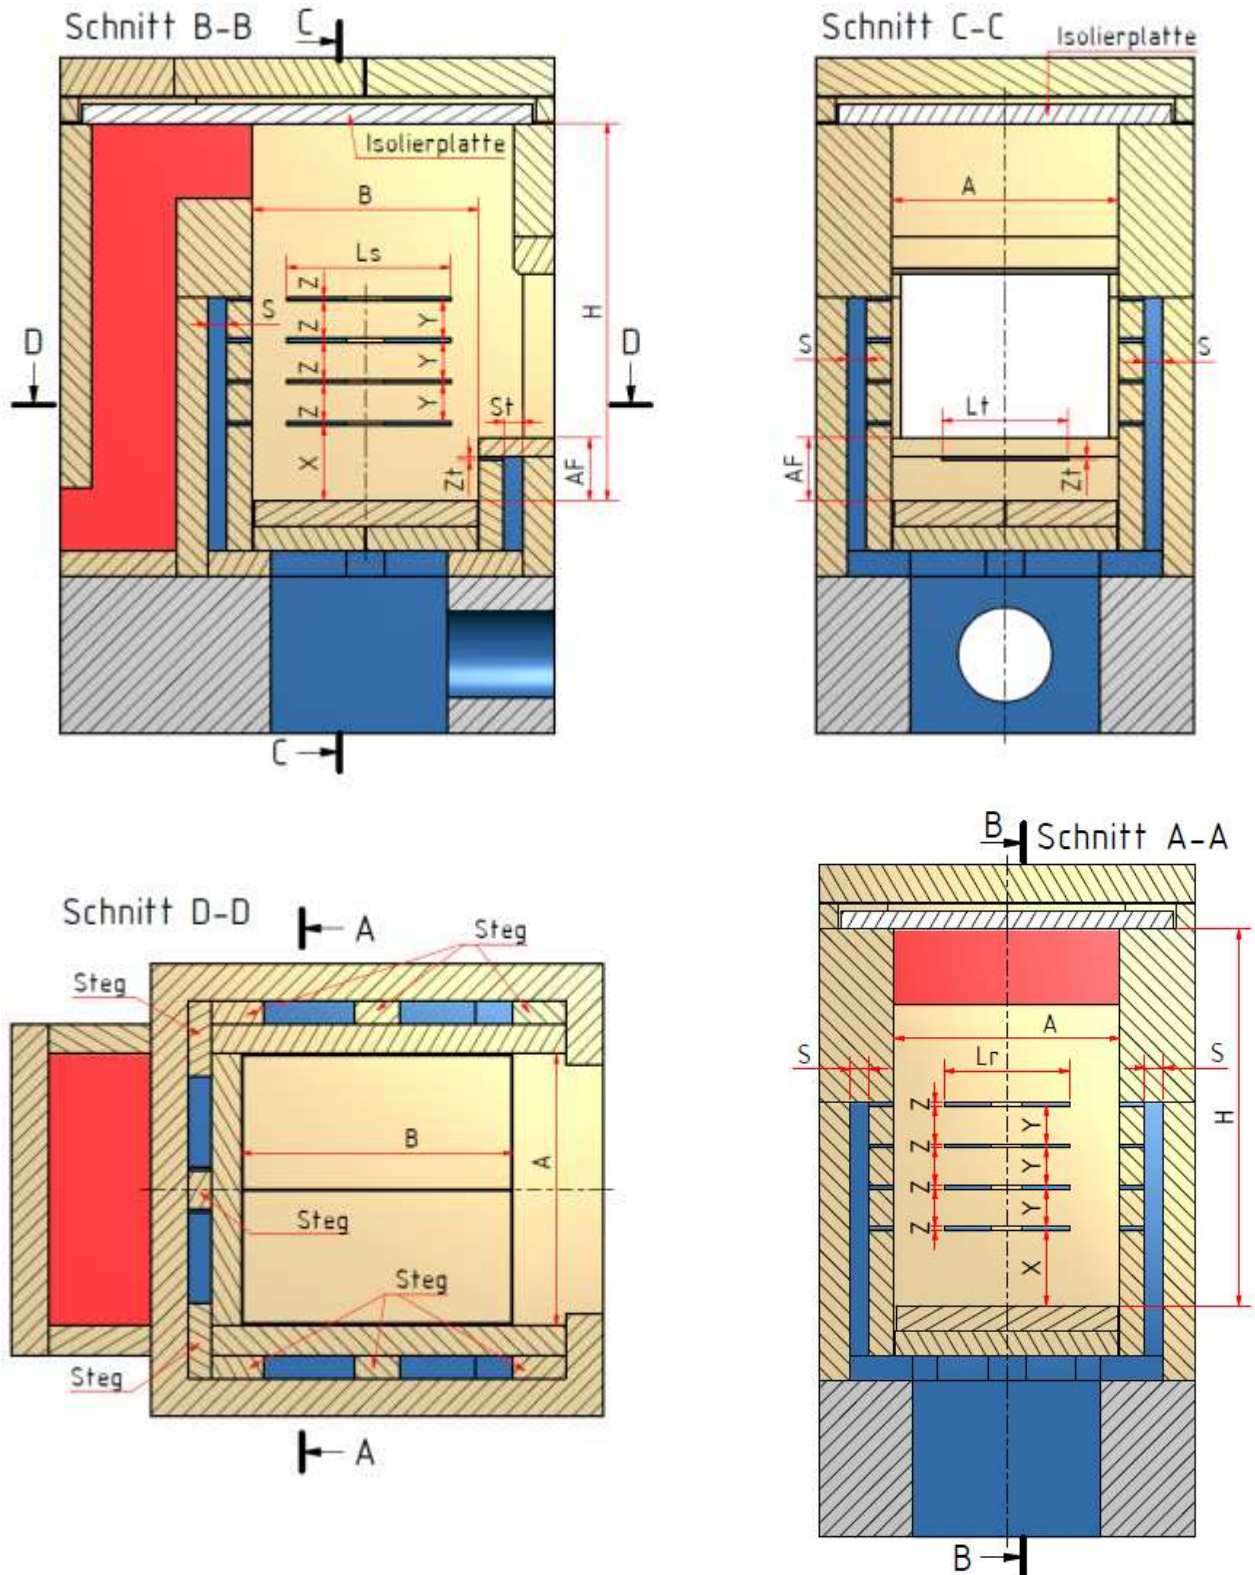 Schnitt B-B
C
Isolierplatte
B
Ls
Z
S
Z
Y
H
D
D
Z
Y
Z
Y
St
X
Zt
AF
C
Schnitt C-C
Isolierplatte
A
S
S
Lt
AF
Zt
Schnitt D-D
A
Steg
Steg
B
A
Steg
Steg
Steg
A
B
Schnitt A-A
A
S
Lr
S
Z
Y
H
Z
Y
Z
Y
Z
X
B